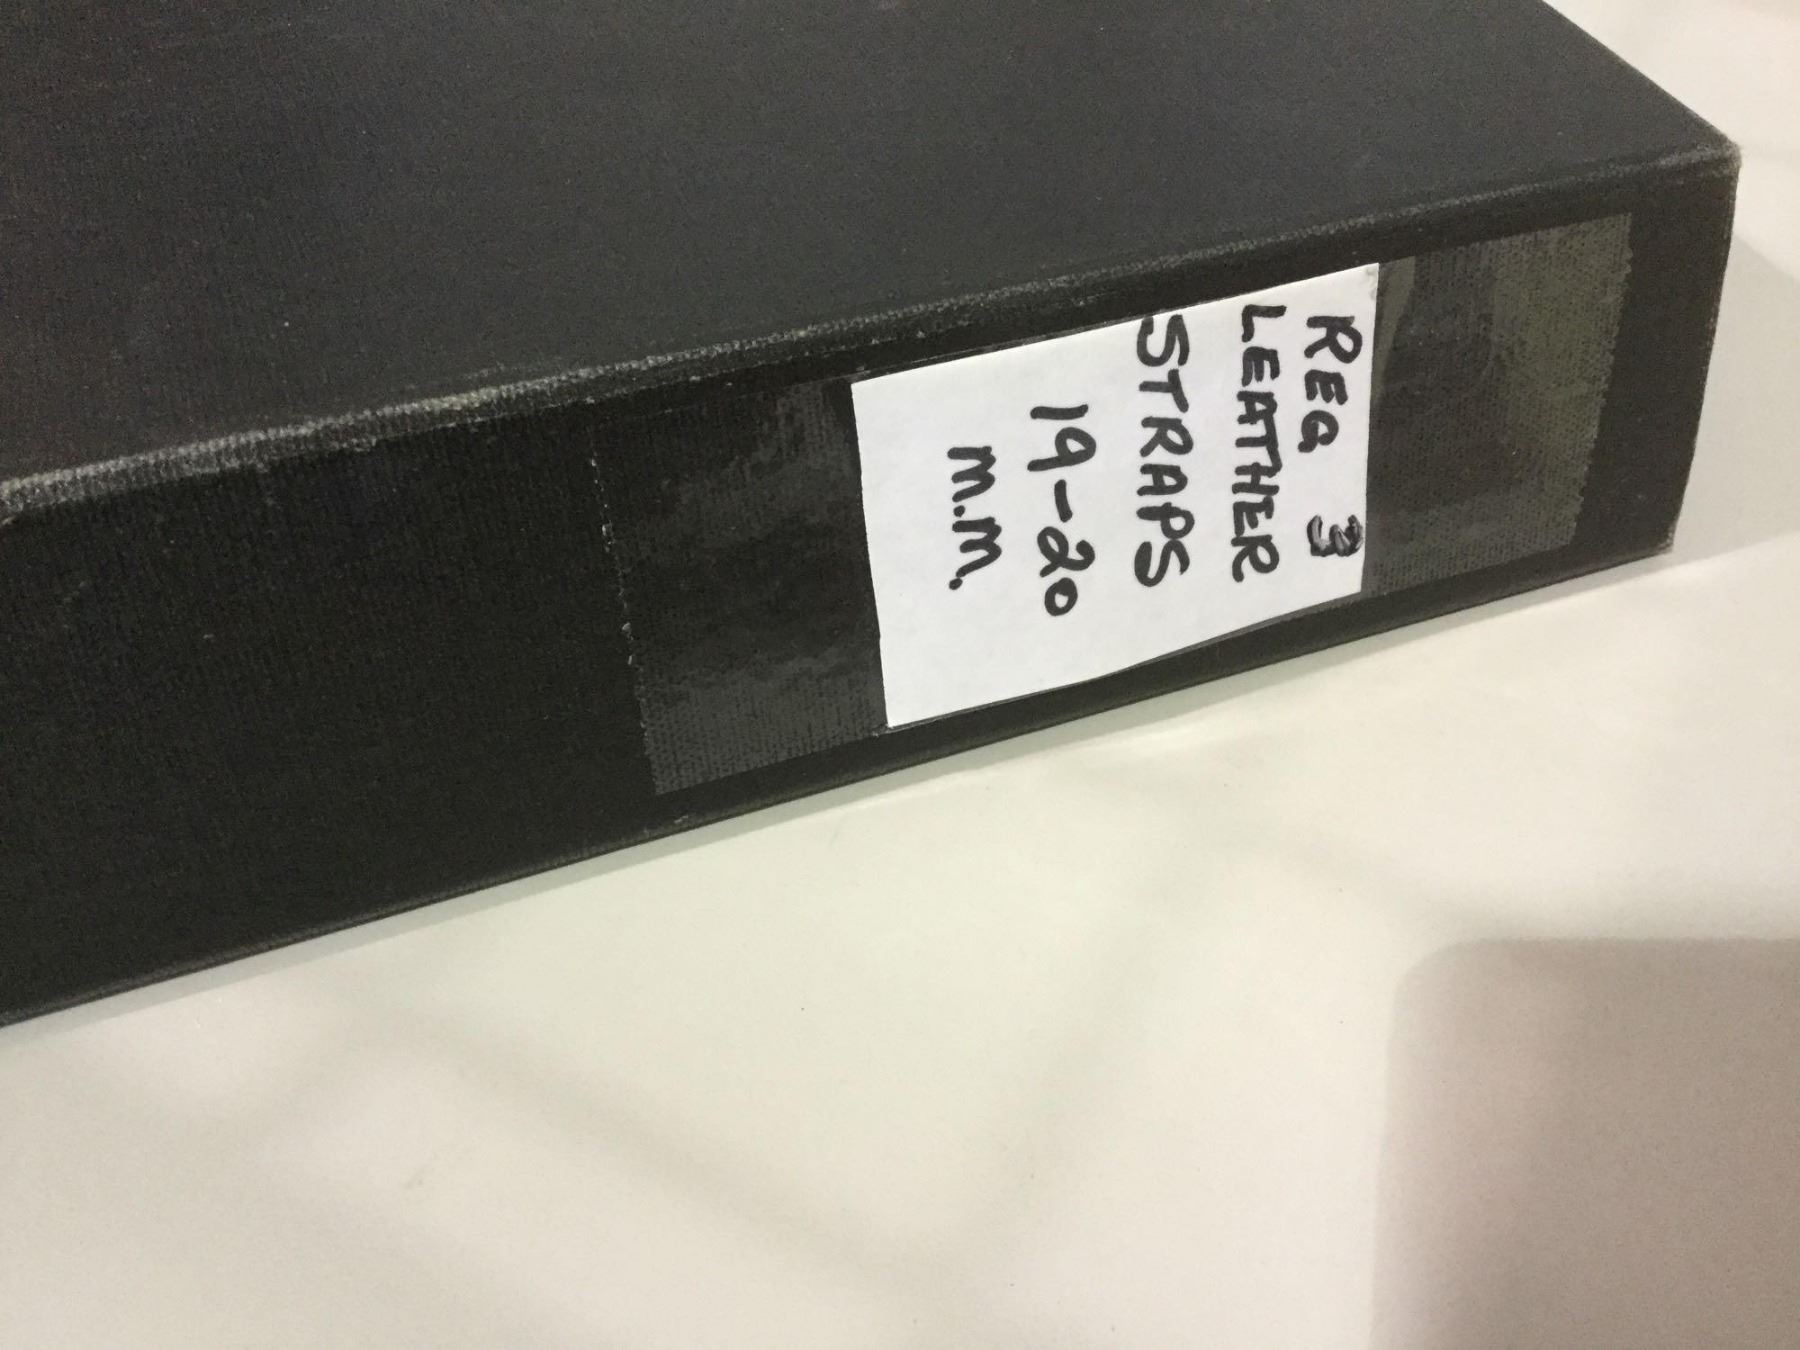 REG 3
LEATHER
STRAPS
19-20
m.m.